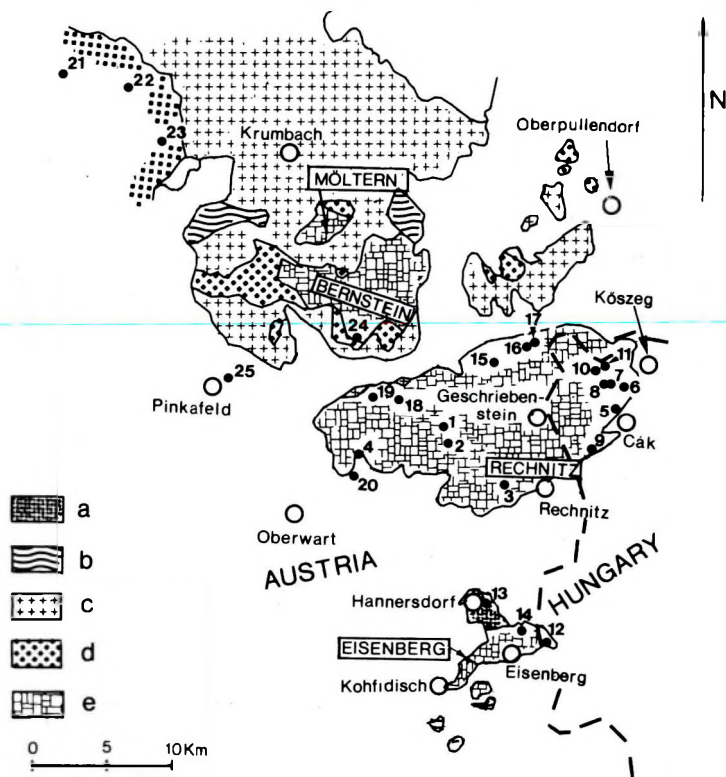 21
22
23
Krumbach
MÖLTERN
Oberpullendorf
N
BERNSTEIN
24
25
Pinkafeld
17
16
15
Kőszeg
10
11
8
7
6
5
Geschrieben-
stein
Cák
19
18
1
2
4
20
9
RECHNITZ
3
Rechnitz
Oberwart
AUSTRIA
HUNGARY
Hannersdorf
13
14
12
EISENBERG
Eisenberg
Kohfidisch
a
b
c
d
e
0 5 10Km